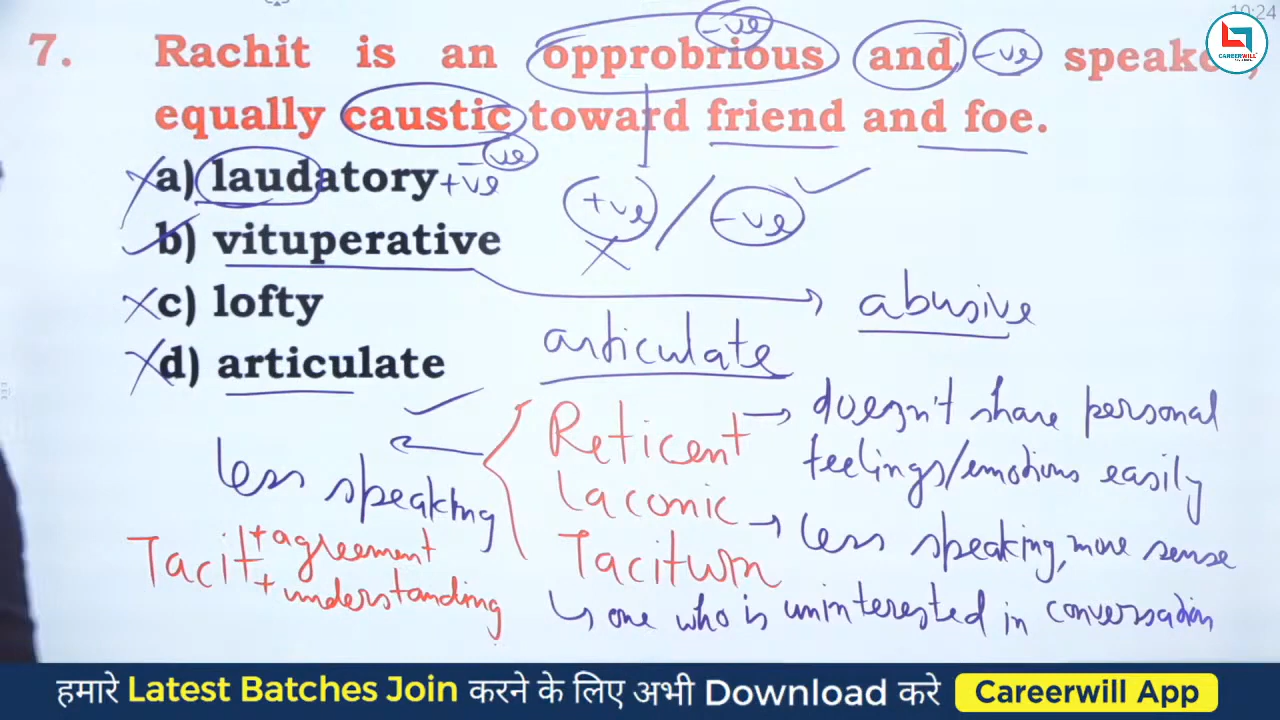 10:24
7. Rachit is an opprobrious and -ve speaker,
-ve
equally caustic toward friend and foe.
-ve
a) laudatory +ve
+ve / -ve
b) vituperative
abusive
c) lofty
articulate
d) articulate
Reticent → doesn't share personal
feelings/emotions easily
less speaking
Laconic → less speaking, more sense
Tacit + agreement
+ understanding
Taciturn
↳ one who is uninterested in conversation
CAREERWILL
हमारे Latest Batches Join करने के लिए अभी Download करे Careerwill App